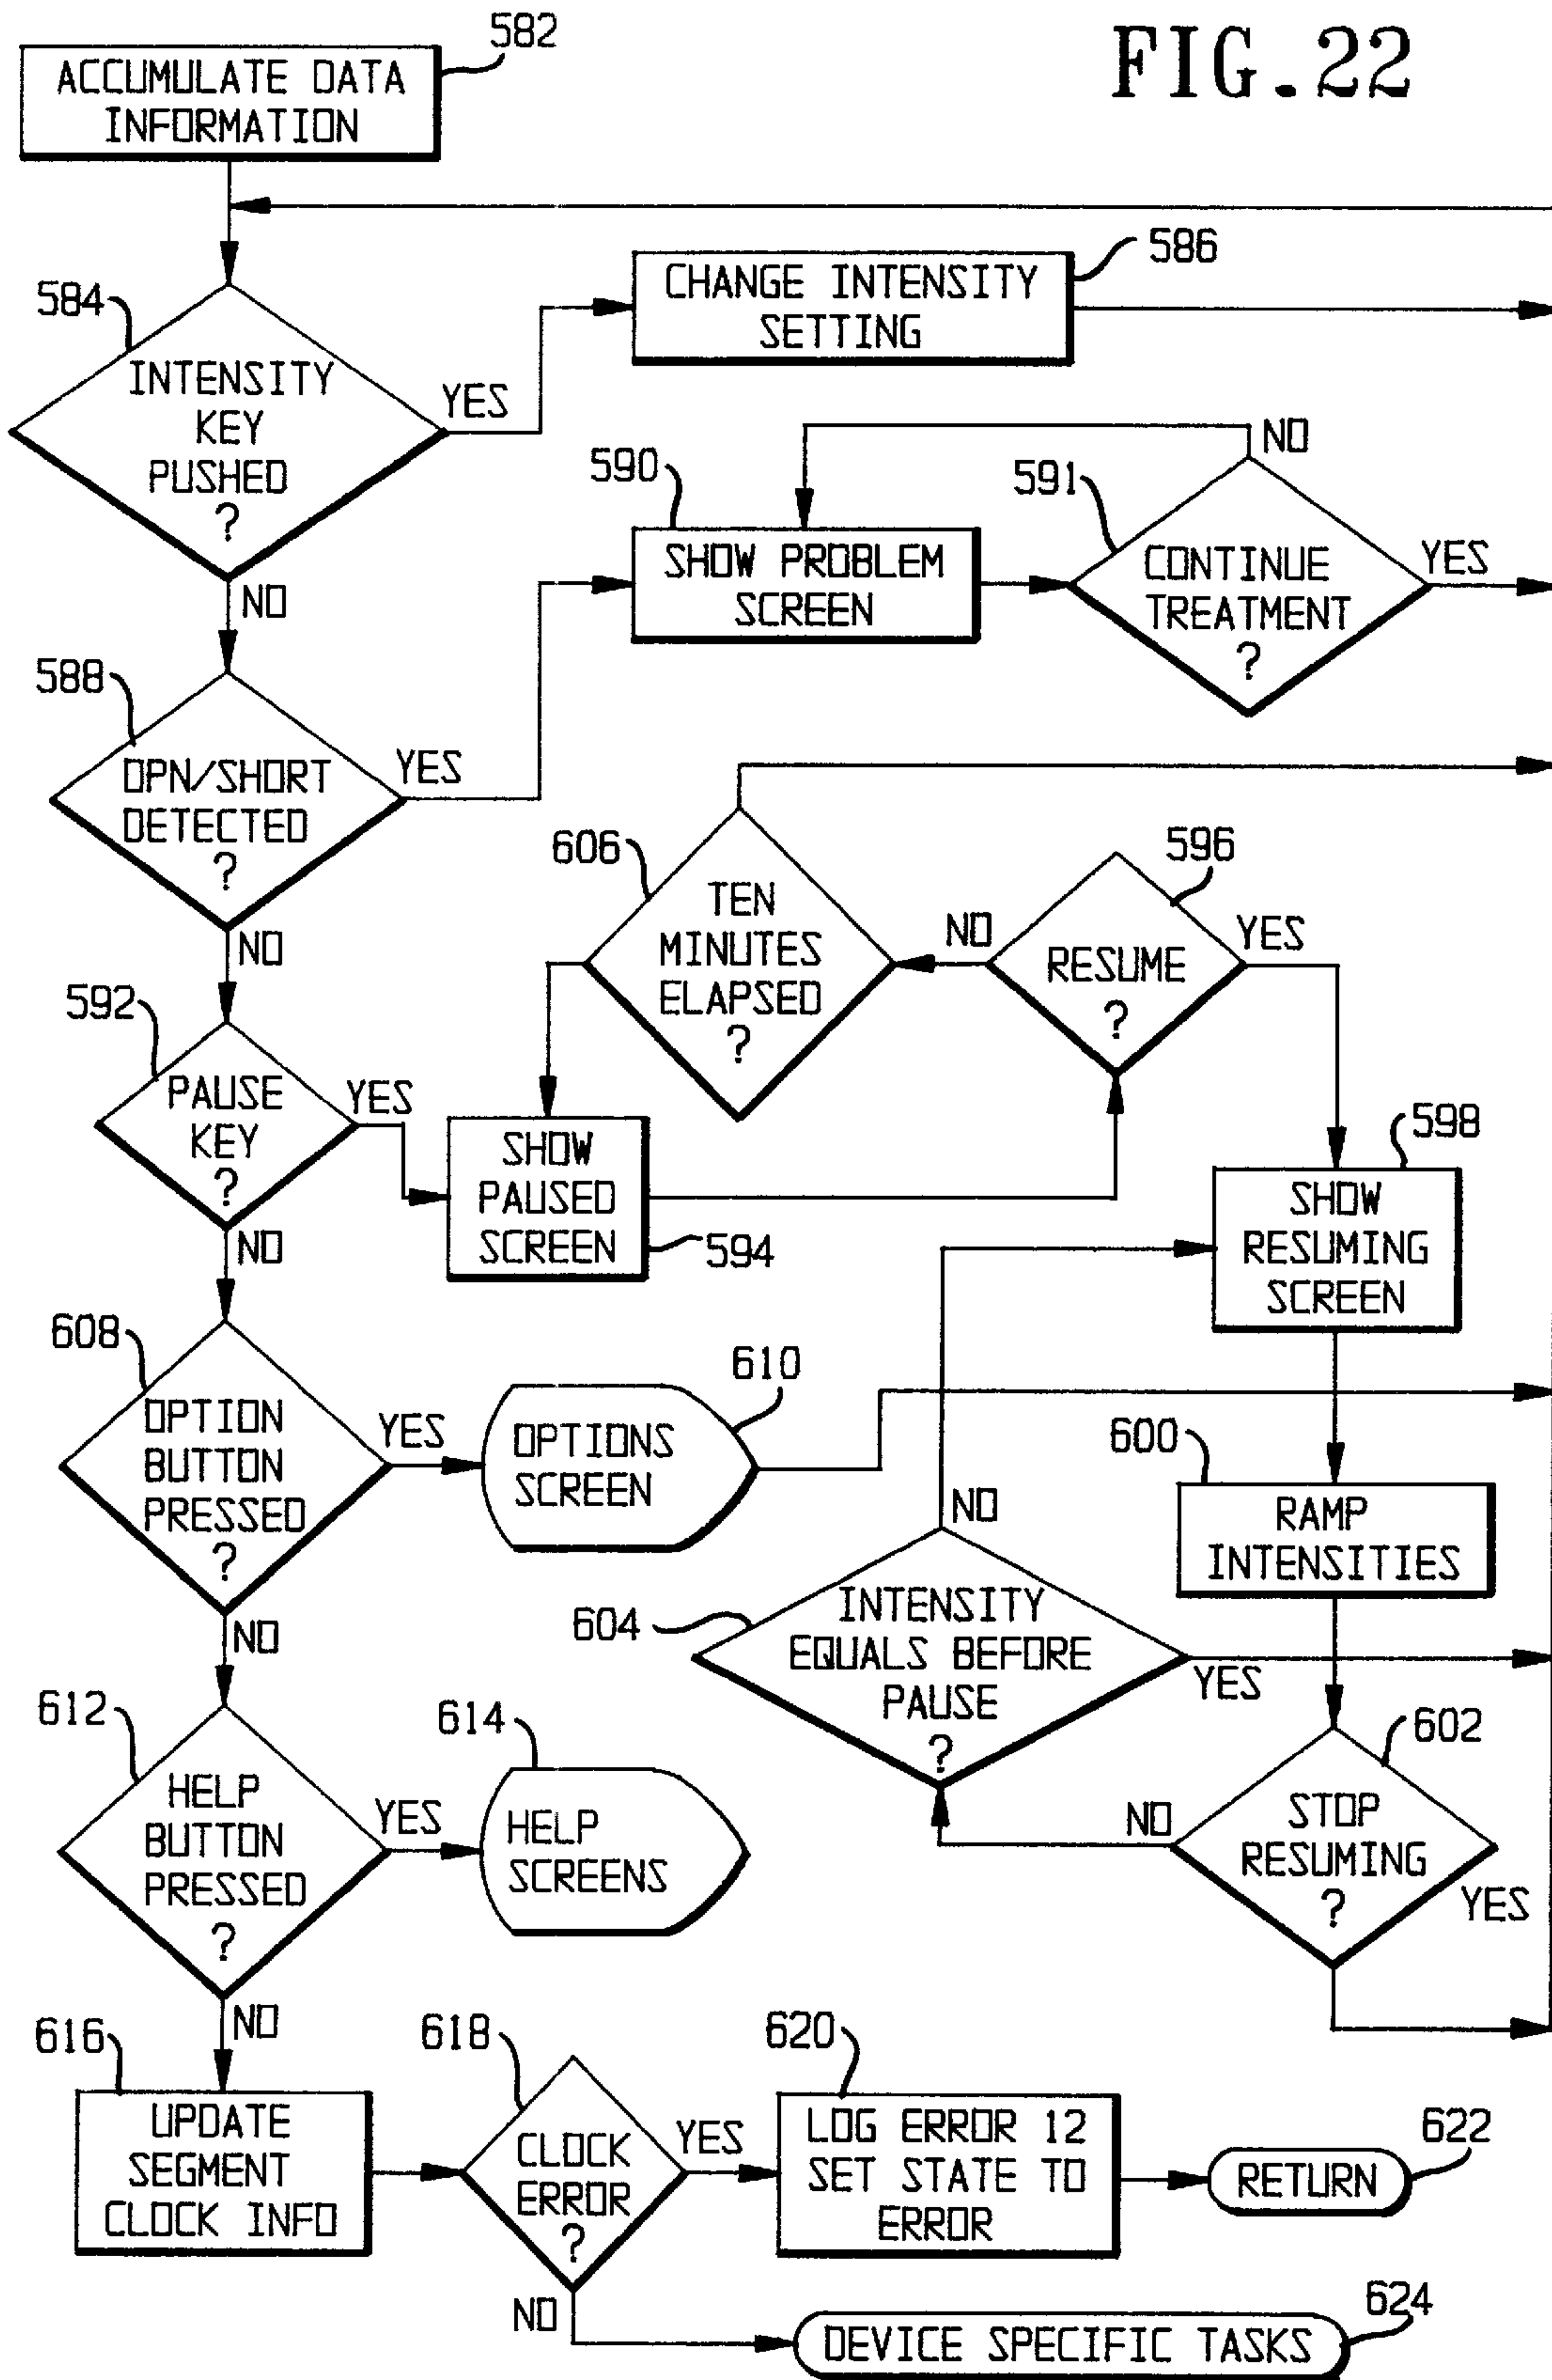 FIG.22
582
ACCUMULATE DATA
INFORMATION
584
INTENSITY
KEY
PUSHED
?
YES
NO
586
CHANGE INTENSITY
SETTING
588
OPN/SHORT
DETECTED
?
YES
NO
590
SHOW PROBLEM
SCREEN
591
CONTINUE
TREATMENT
?
NO
YES
592
PAUSE
KEY
?
YES
NO
606
TEN
MINUTES
ELAPSED
?
596
RESUME
?
NO
YES
SHOW
PAUSED
SCREEN
594
598
SHOW
RESUMING
SCREEN
608
OPTION
BUTTON
PRESSED
?
YES
NO
610
OPTIONS
SCREEN
600
RAMP
INTENSITIES
604
INTENSITY
EQUALS BEFORE
PAUSE
?
NO
YES
602
STOP
RESUMING
?
NO
YES
612
HELP
BUTTON
PRESSED
?
YES
NO
614
HELP
SCREENS
616
UPDATE
SEGMENT
CLOCK INFO
618
CLOCK
ERROR
?
YES
NO
620
LOG ERROR 12
SET STATE TO
ERROR
622
RETURN
624
DEVICE SPECIFIC TASKS